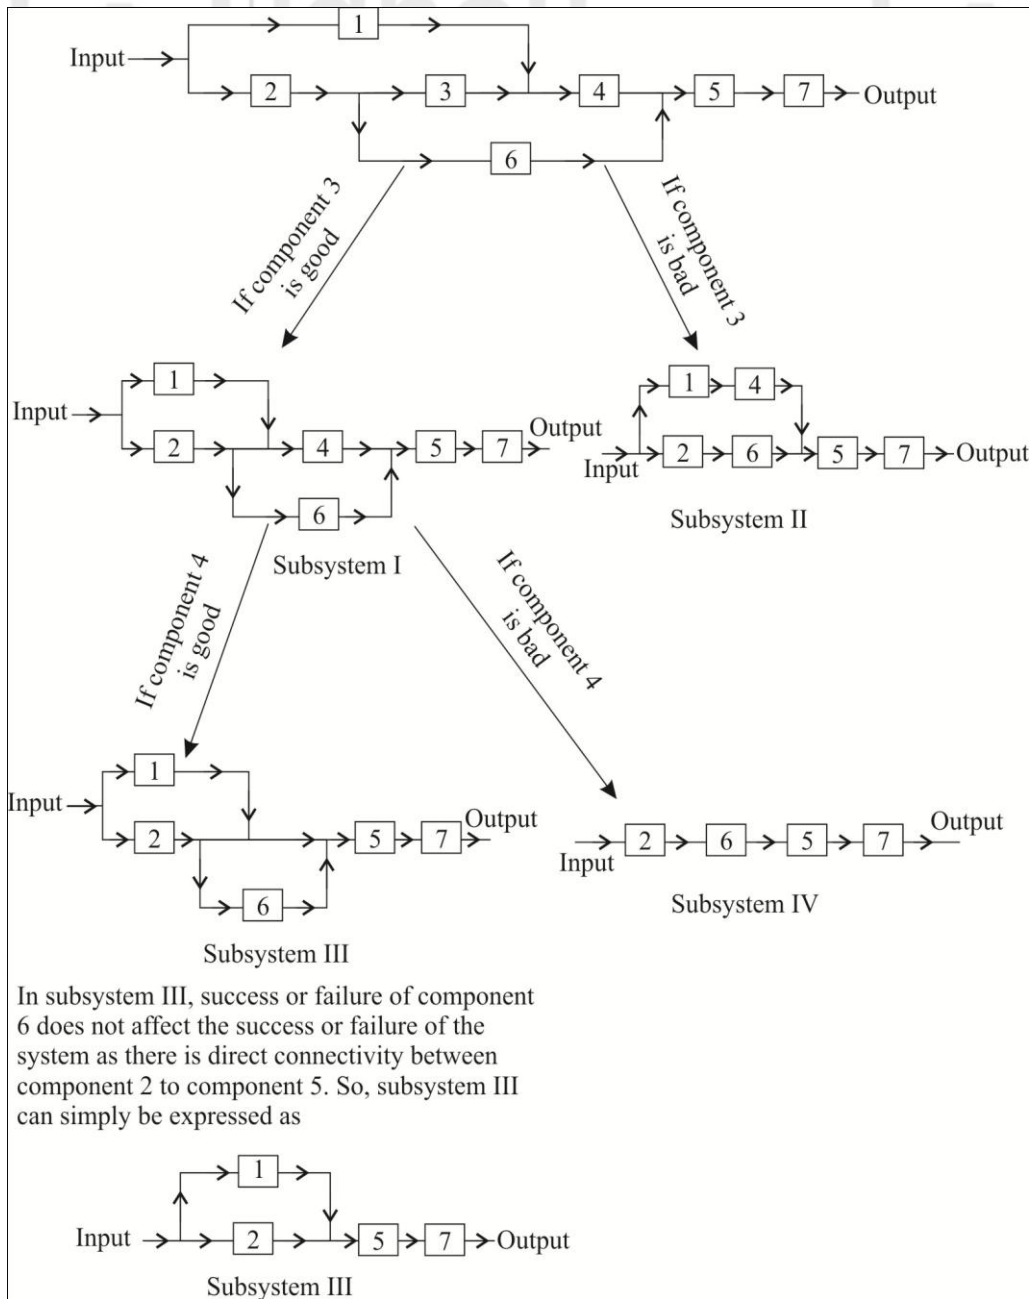 1
Input
2
3
4
5
7
Output
6
If component 3
is good
If component 3
is bad
1
Input
2
4
5
7
Output
6
Subsystem I
1
4
Input
2
6
5
7
Output
Subsystem II
If component 4
is good
If component 4
is bad
1
Input
2
5
7
Output
6
Subsystem III
Input
2
6
5
7
Output
Subsystem IV
In subsystem III, success or failure of component
6 does not affect the success or failure of the
system as there is direct connectivity between
component 2 to component 5. So, subsystem III
can simply be expressed as
1
Input
2
5
7
Output
Subsystem III